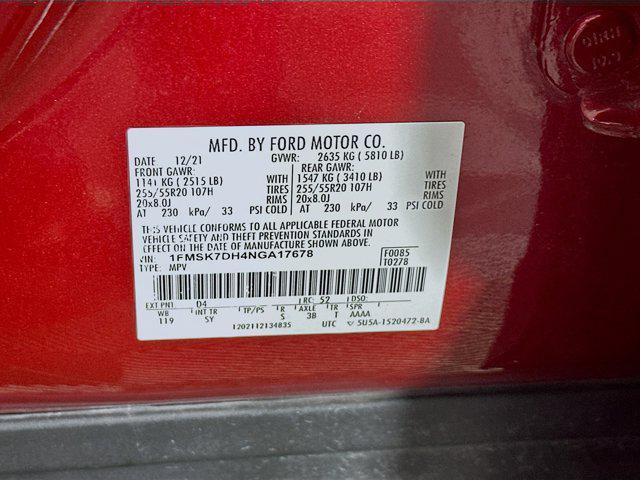 MFD. BY FORD MOTOR CO.
DATE 12/21 GVWR: 2635 KG (5810 LB)
FRONT GAWR: REAR GAWR:
1141 KG (2515 LB) WITH 1547 KG (3410 LB) WITH
255/55R20 107H TIRES 255/55R20 107H TIRES
20x8.0J RIMS 20x8.0J RIMS
AT 230 kPa/ 33 PSI COLD AT 230 kPa/ 33 PSI COLD
THIS VEHICLE CONFORMS TO ALL APPLICABLE FEDERAL MOTOR
VEHICLE SAFETY AND THEFT PREVENTION STANDARDS IN
EFFECT ON THE DATE OF MANUFACTURE SHOWN ABOVE.
VIN: 1FMSK7DH4NGA17678 F0085
TYPE: MPV T0278
EXT PNT: D4 RC: 52 DSO:
WB INT TR TP/PS R AXLE TR SPR
119 SY S 3B T AAAA
1202112134835 UTC 5U5A-1520472-BA